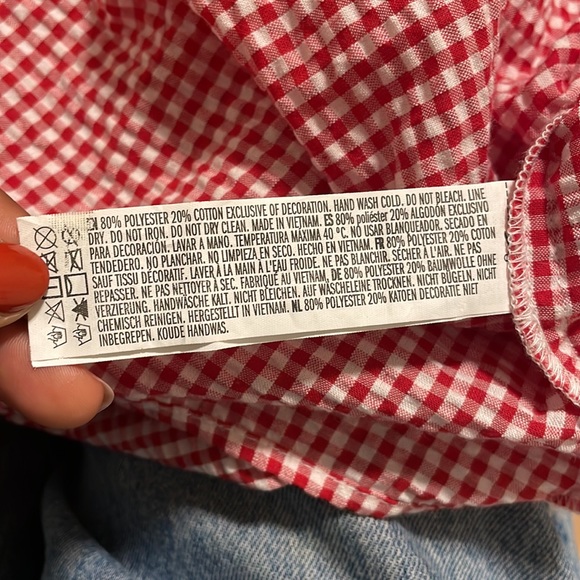 80% POLYESTER 20% COTTON EXCLUSIVE OF DECORATION. HAND WASH COLD. DO NOT BLEACH. LINE
DRY. DO NOT IRON. DO NOT DRY CLEAN. MADE IN VIETNAM. ES 80% poliéster 20% ALGODÓN EXCLUSIVO
PARA DECORACIÓN. LAVAR A MANO. TEMPERATURA MÁXIMA 40 °C. NO USAR BLANQUEADOR. SECADO EN
TENDEDERO. NO PLANCHAR. NO LIMPIEZA EN SECO. HECHO EN VIETNAM. FR 80% POLYESTER 20% COTON
SAUF TISSU DÉCORATIF. LAVER À LA MAIN À L'EAU FROIDE. NE PAS BLANCHIR. SÉCHER À L'AIR. NE PAS
REPASSER. NE PAS NETTOYER À SEC. FABRIQUÉ AU VIETNAM. DE 80% POLYESTER 20% BAUMWOLLE OHNE
VERZIERUNG. HANDWÄSCHE KALT. NICHT BLEICHEN. AUF WÄSCHELEINE TROCKNEN. NICHT BÜGELN. NICHT
CHEMISCH REINIGEN. HERGESTELLT IN VIETNAM. NL 80% POLYESTER 20% KATOEN DECORATIE NIET
INBEGREPEN. KOUDE HANDWAS.